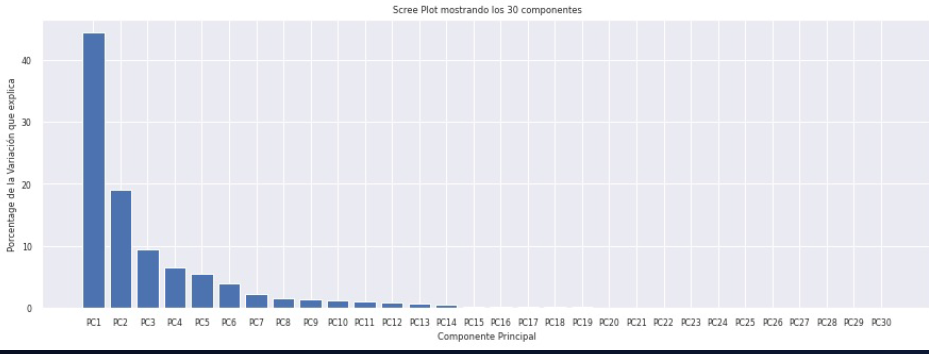 Scree Plot mostrando los 30 componentes
Porcentage de la Variación que explica
40
30
20
10
0
PC1 PC2 PC3 PC4 PC5 PC6 PC7 PC8 PC9 PC10 PC11 PC12 PC13 PC14 PC15 PC16 PC17 PC18 PC19 PC20 PC21 PC22 PC23 PC24 PC25 PC26 PC27 PC28 PC29 PC30
Componente Principal